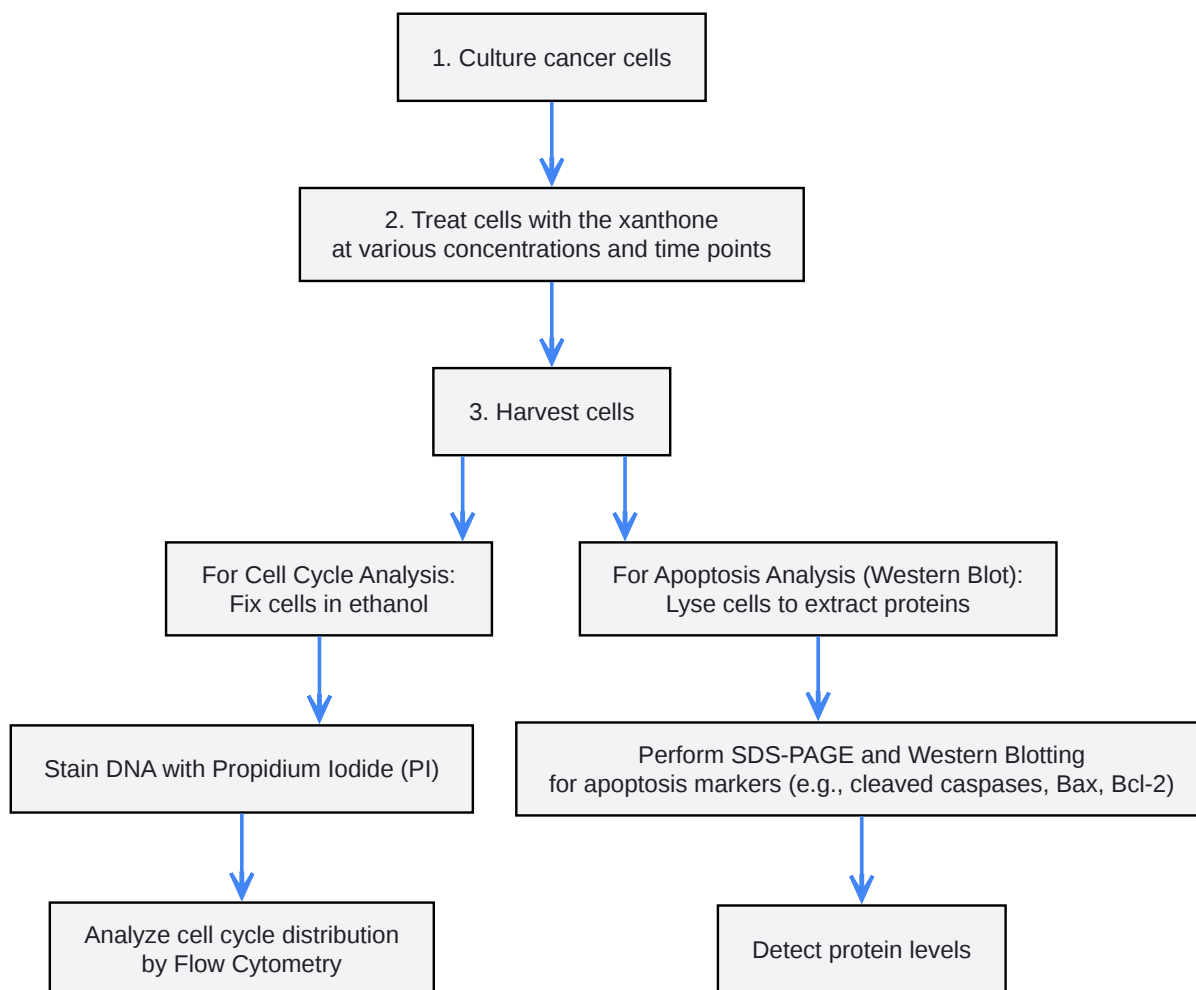 1. Culture cancer cells
2. Treat cells with the xanthone
at various concentrations and time points
3. Harvest cells
For Cell Cycle Analysis:
Fix cells in ethanol
For Apoptosis Analysis (Western Blot):
Lyse cells to extract proteins
Stain DNA with Propidium Iodide (PI)
Perform SDS-PAGE and Western Blotting
for apoptosis markers (e.g., cleaved caspases, Bax, Bcl-2)
Analyze cell cycle distribution
by Flow Cytometry
Detect protein levels